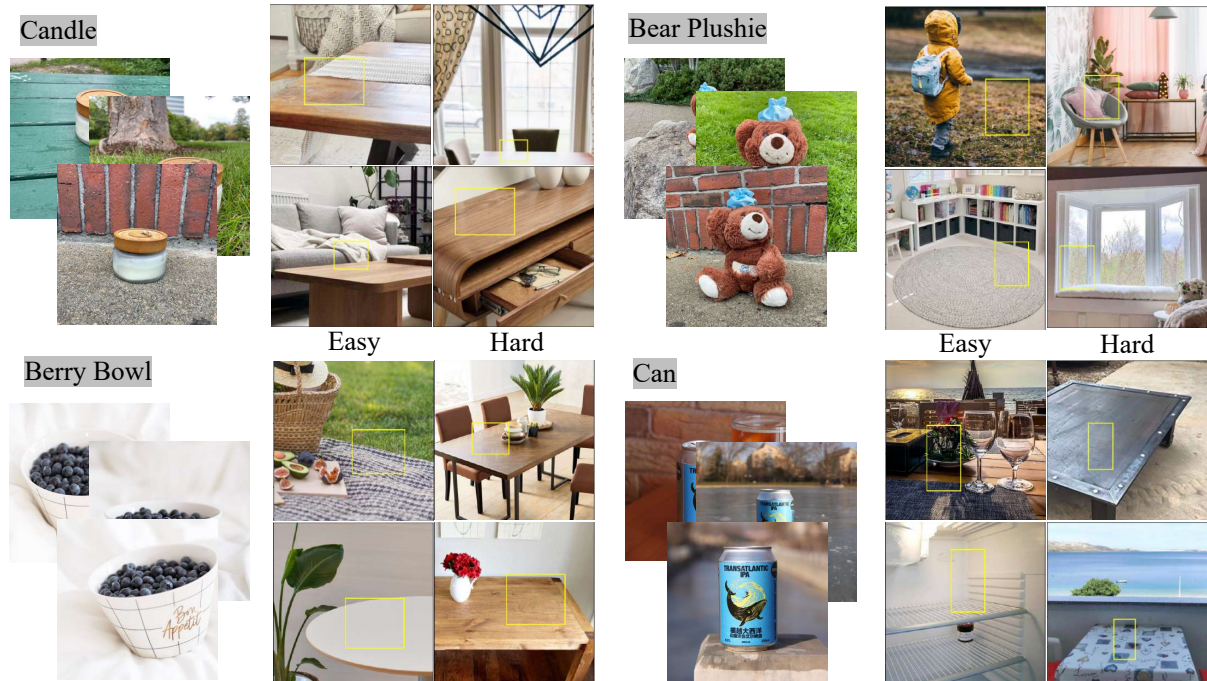 Candle
Bear Plushie
Easy
Hard
Easy
Hard
Berry Bowl
Can
Bon
Appetit
TRANSATLANTIC
IPA